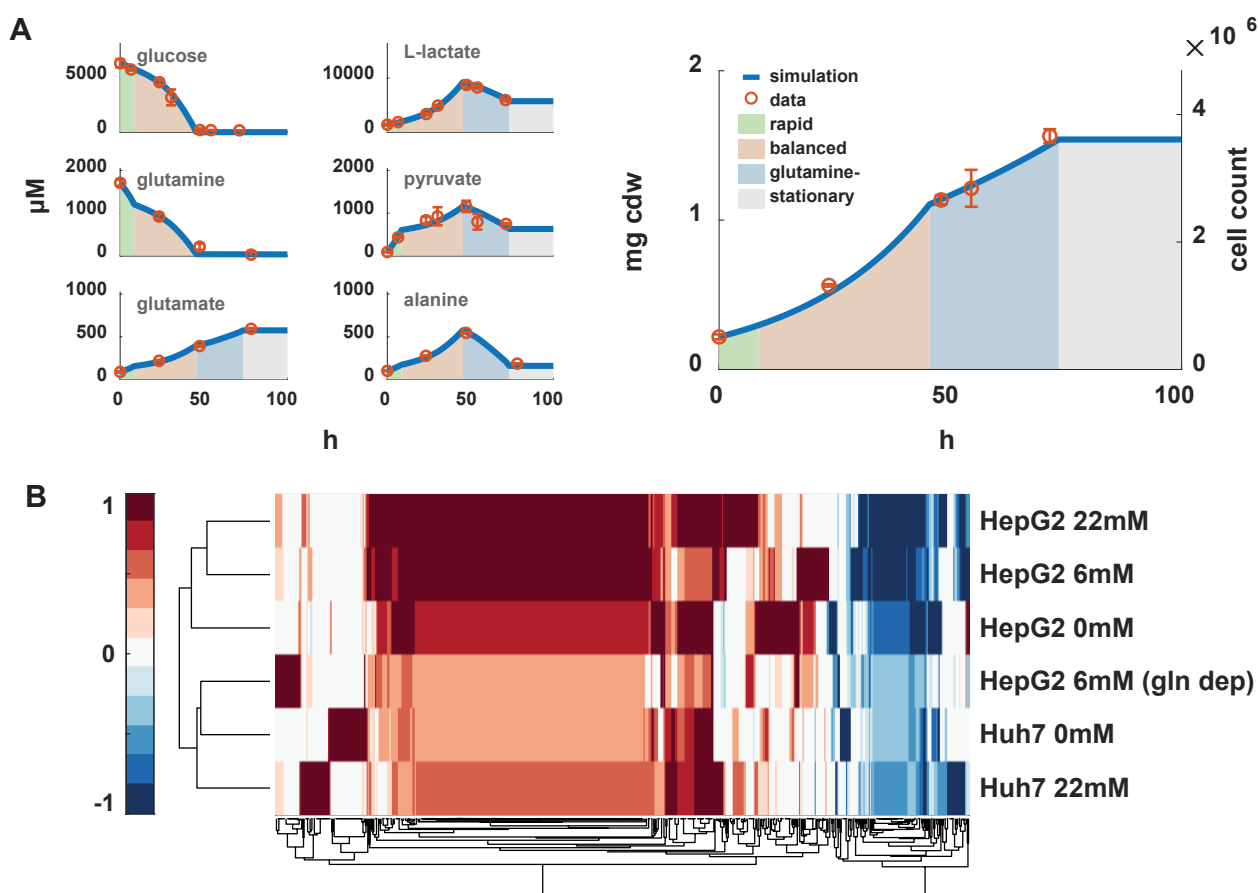 A
glucose
5000
0
L-lactate
10000
0
μM
glutamine
2000
1000
0
pyruvate
2000
1000
0
glutamate
1000
500
0
0
50
100
alanine
1000
500
0
0
50
100
h
× 10 6
2
1
0
mg cdw
simulation
data
rapid
balanced
glutamine-
stationary
4
2
0
cell count
0
50
100
h
B
1
0
-1
HepG2 22mM
HepG2 6mM
HepG2 0mM
HepG2 6mM (gln dep)
Huh7 0mM
Huh7 22mM